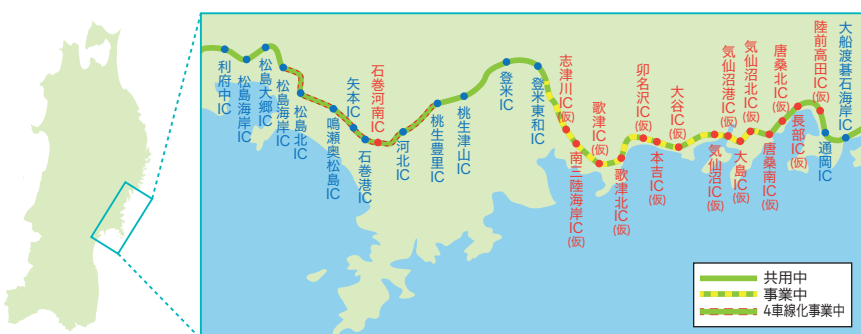 利府中IC
松島海岸IC
松島大郷IC
松島海岸IC
松島北IC
鳴瀬奥松島IC
矢本IC
石巻港IC
石巻河南IC
河北IC
桃生豊里IC
桃生津山IC
登米IC
登米東和IC
志津川IC(仮)
南三陸海岸IC(仮)
歌津IC(仮)
歌津北IC(仮)
卯名沢IC(仮)
本吉IC(仮)
大谷IC(仮)
気仙沼IC(仮)
気仙沼港IC(仮)
大島IC(仮)
気仙沼北IC(仮)
唐桑南IC(仮)
唐桑北IC(仮)
長部IC(仮)
陸前高田IC(仮)
通岡IC
大船渡碁石海岸IC
共用中
事業中
4車線化事業中